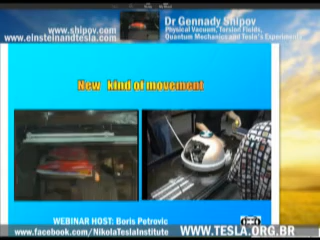 www.shipov.com
www.einsteinandtesla.com
Dr Gennady Shipov
Physical Vacuum, Torsion Fields,
Quantum Mechanics and Tesla's Experiment
New kind of movement
WEBINAR HOST: Boris Petrovic
www.facebook.com/NikolaTeslaInstitute
WWW.TESLA.ORG.BR